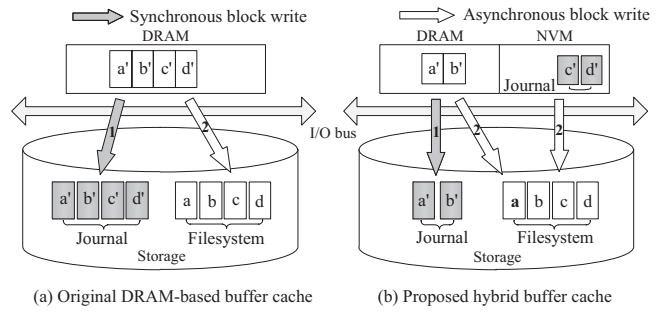 Synchronous block write
Asynchronous block write
DRAM
a' b' c' d'
1
2
I/O bus
a' b' c' d'
a b c d
Journal
Filesystem
Storage
(a) Original DRAM-based buffer cache
DRAM
NVM
a' b'
c' d'
Journal
1
2
2
a' b'
a b c d
Journal
Filesystem
Storage
(b) Proposed hybrid buffer cache